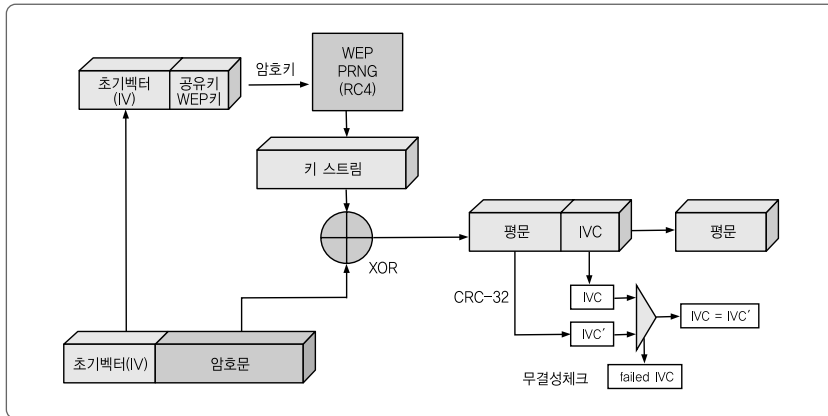 초기벡터
(IV)
공유키
WEP키
암호키
WEP
PRNG
(RC4)
키 스트림
XOR
평문
IVC
평문
CRC-32
IVC
IVC′
IVC = IVC′
무결성체크
failed IVC
초기벡터(IV)
암호문